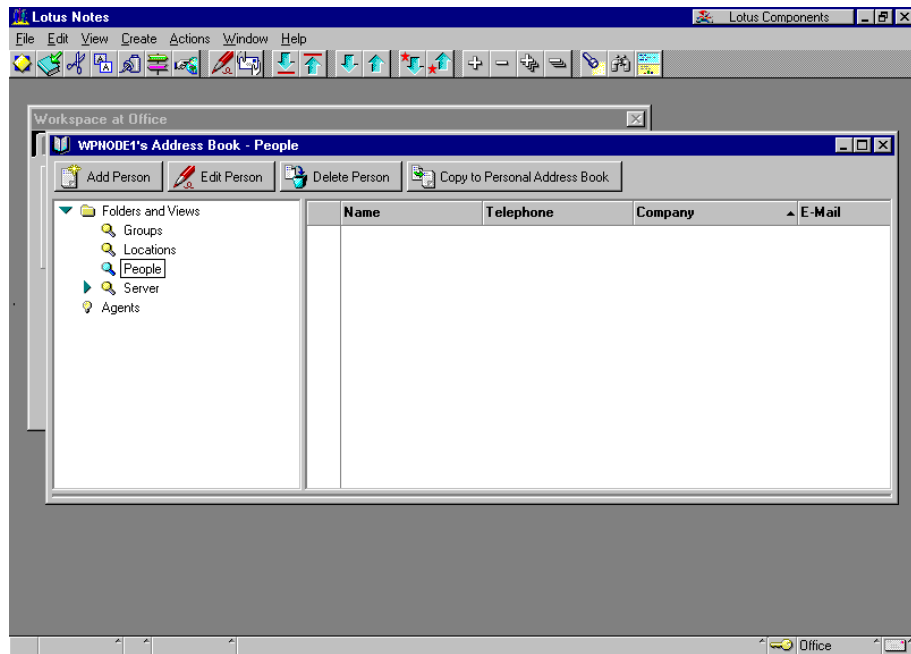 Lotus Notes Lotus Components
File Edit View Create Actions Window Help
Workspace at Office
WPNODE1's Address Book - People
Add Person Edit Person Delete Person Copy to Personal Address Book
Folders and Views Name Telephone Company E-Mail
Groups
Locations
People
Server
Agents
Office